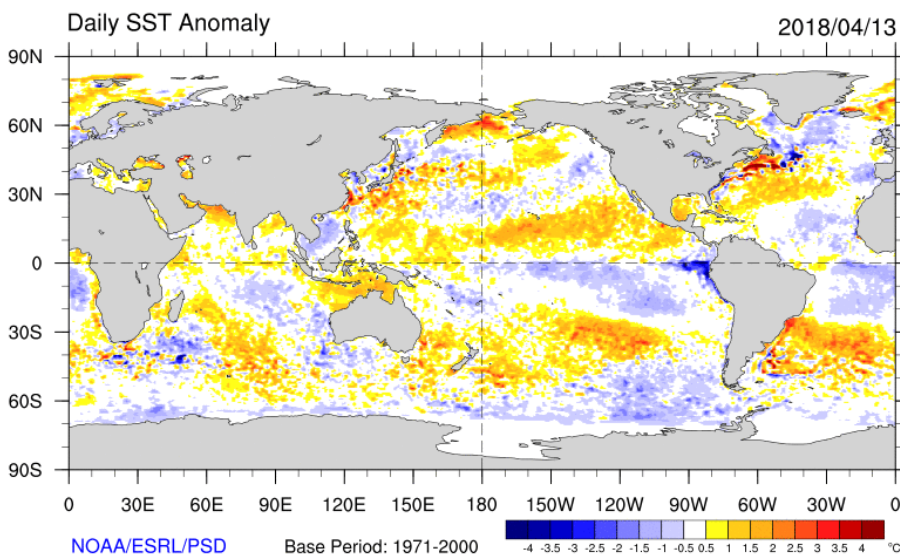 Daily SST Anomaly 2018/04/13
90N
60N
30N
0
30S
60S
90S
0 30E 60E 90E 120E 150E 180 150W 120W 90W 60W 30W 0
NOAA/ESRL/PSD Base Period: 1971-2000
-4 -3.5 -3 -2.5 -2 -1.5 -1 -0.5 0.5 1 1.5 2 2.5 3 3.5 4 °C